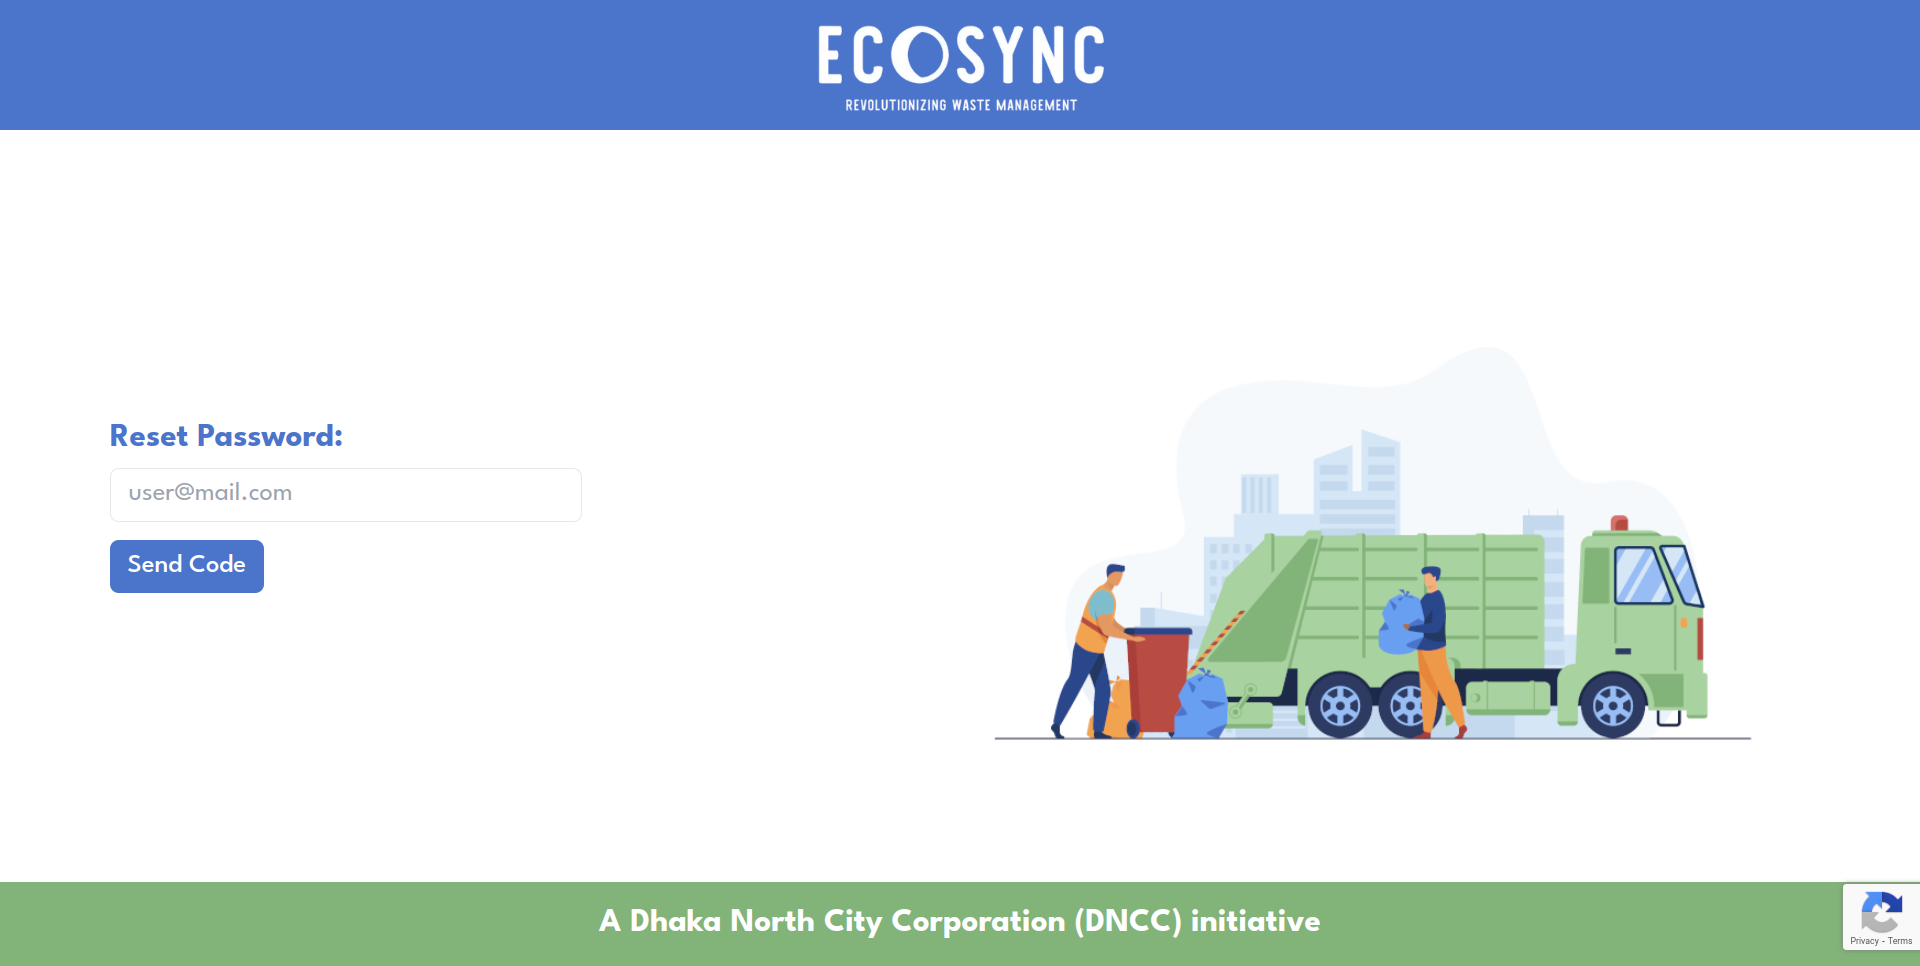 ECOSYNC
REVOLUTIONIZING WASTE MANAGEMENT
Reset Password:
user@mail.com
Send Code
A Dhaka North City Corporation (DNCC) initiative
Privacy - Terms